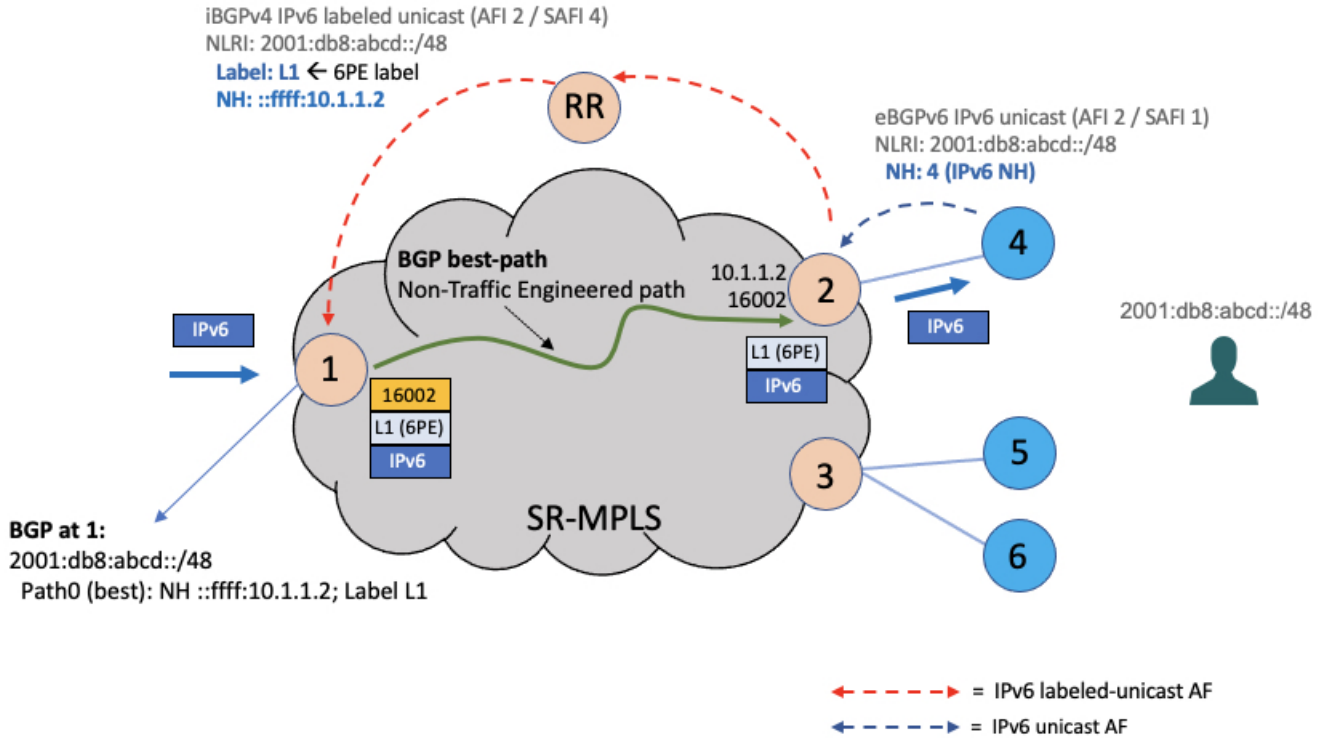 iBGPv4 IPv6 labeled unicast (AFI 2 / SAFI 4)
NLRI: 2001:db8:abcd::/48
Label: L1 ← 6PE label
NH: ::ffff:10.1.1.2
RR
eBGPv6 IPv6 unicast (AFI 2 / SAFI 1)
NLRI: 2001:db8:abcd::/48
NH: 4 (IPv6 NH)
4
BGP best-path
Non-Traffic Engineered path
10.1.1.2
16002
2
IPv6
IPv6
2001:db8:abcd::/48
1
L1 (6PE)
IPv6
16002
L1 (6PE)
IPv6
3
5
6
SR-MPLS
BGP at 1:
2001:db8:abcd::/48
Path0 (best): NH ::ffff:10.1.1.2; Label L1
= IPv6 labeled-unicast AF
= IPv6 unicast AF